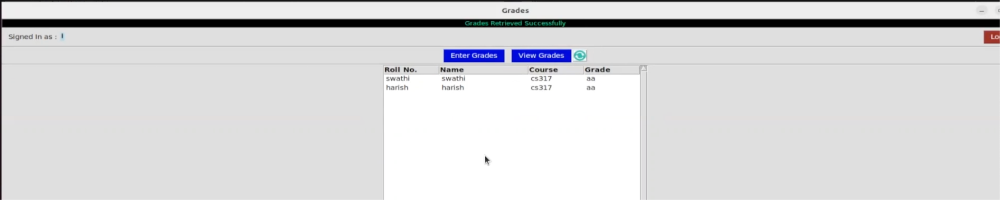 Grades
Grades Retrieved Successfully
Signed In as : l
Lo
Enter Grades View Grades
Roll No. Name Course Grade
swathi swathi cs317 aa
harish harish cs317 aa